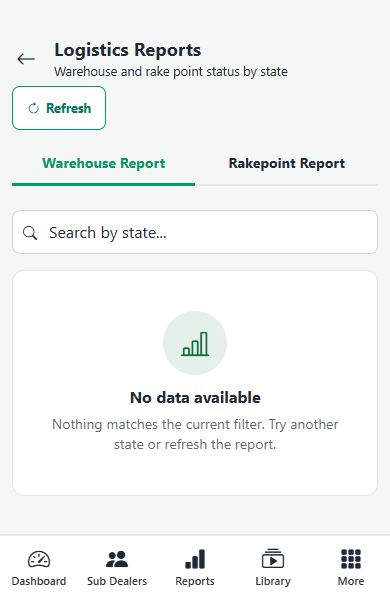 Logistics Reports
Warehouse and rake point status by state
Refresh
Warehouse Report
Rakepoint Report
Search by state...
No data available
Nothing matches the current filter. Try another
state or refresh the report.
Dashboard
Sub Dealers
Reports
Library
More